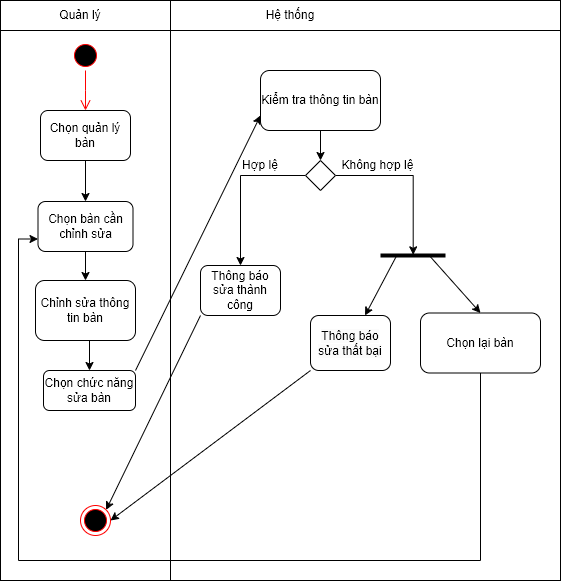 Quản lý
Hệ thống
Chọn quản lý
bàn
Chọn bàn cần
chỉnh sửa
Chỉnh sửa thông
tin bàn
Chọn chức năng
sửa bàn
Kiểm tra thông tin bàn
Hợp lệ
Không hợp lệ
Thông báo
sửa thành
công
Thông báo
sửa thất bại
Chọn lại bàn